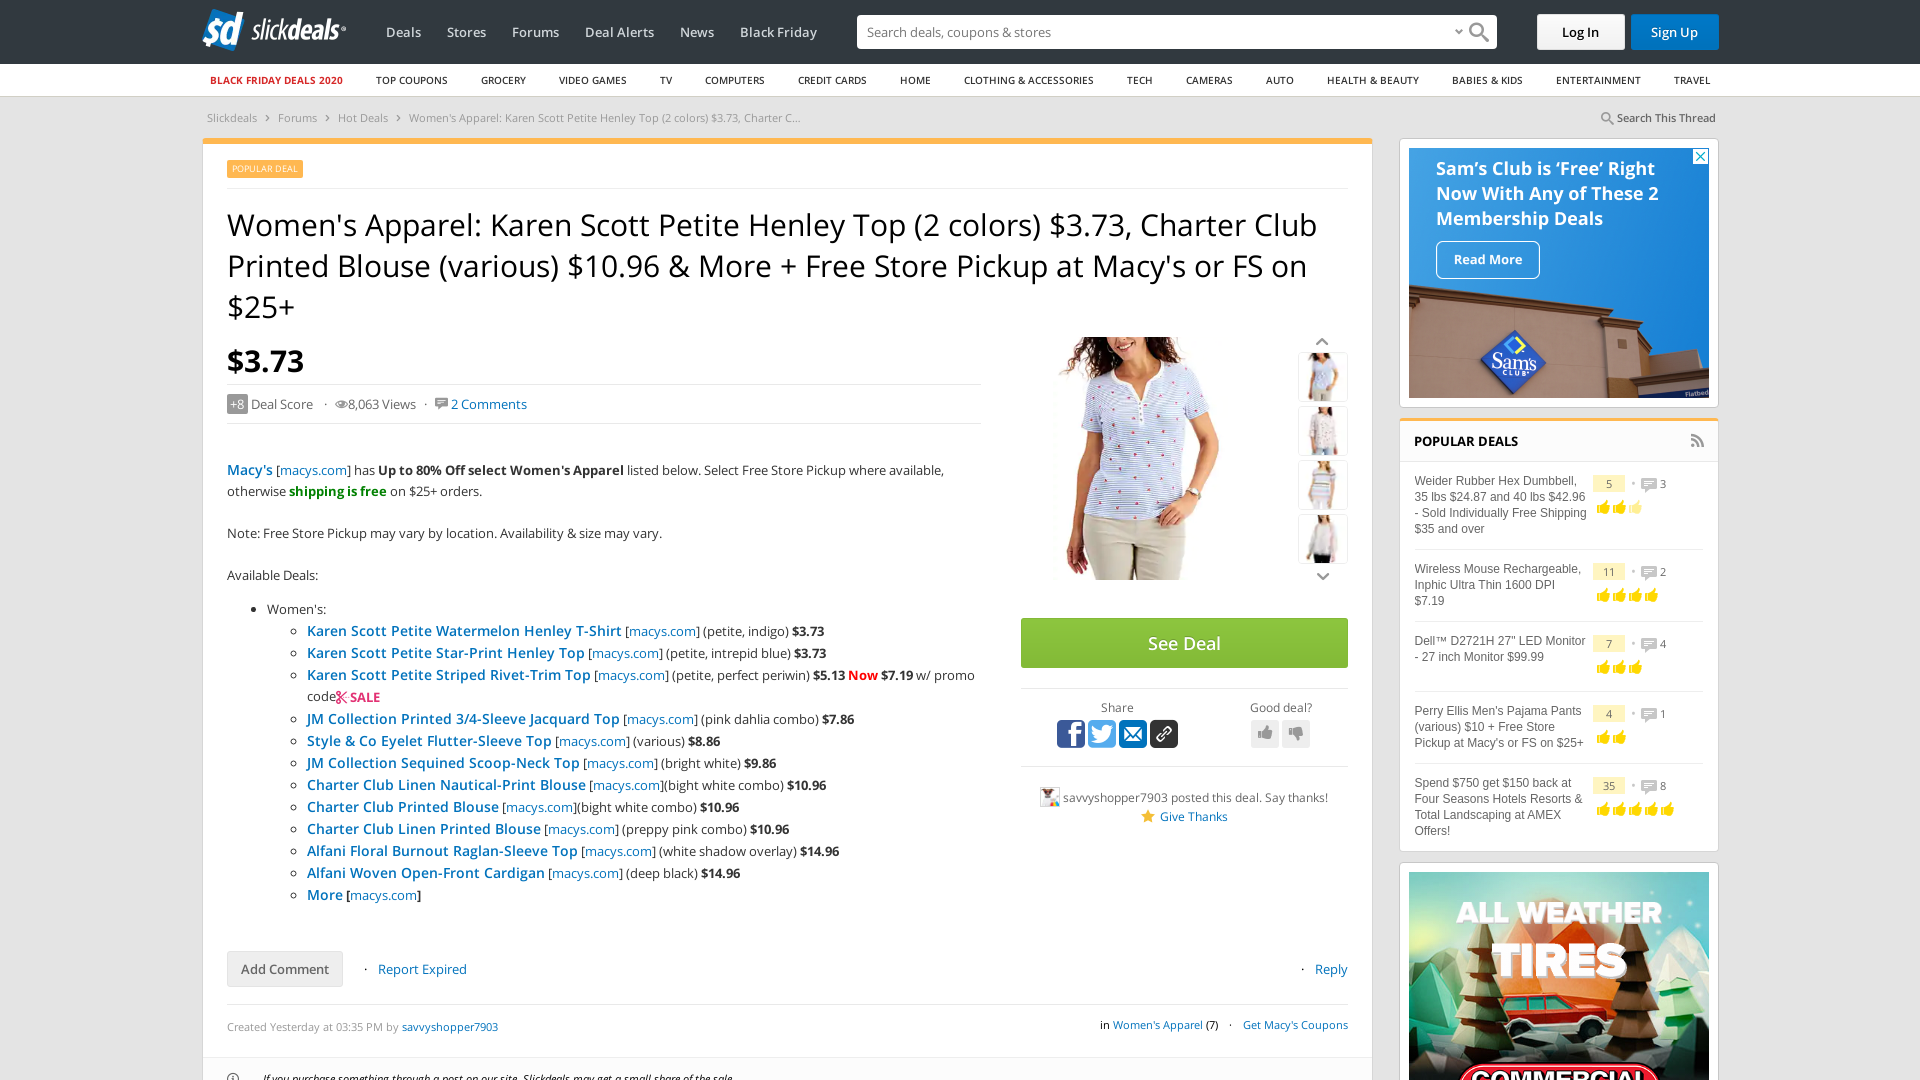 slickdeals
Deals
Stores
Forums
Deal Alerts
News
Black Friday
Search deals, coupons & stores
Log In
Sign Up
BLACK FRIDAY DEALS 2020
TOP COUPONS
GROCERY
VIDEO GAMES
TV
COMPUTERS
CREDIT CARDS
HOME
CLOTHING & ACCESSORIES
TECH
CAMERAS
AUTO
HEALTH & BEAUTY
BABIES & KIDS
ENTERTAINMENT
TRAVEL
Slickdeals › Forums › Hot Deals › Women's Apparel: Karen Scott Petite Henley Top (2 colors) $3.73, Charter C...
Search This Thread
POPULAR DEAL
Women's Apparel: Karen Scott Petite Henley Top (2 colors) $3.73, Charter Club
Printed Blouse (various) $10.96 & More + Free Store Pickup at Macy's or FS on
$25+
$3.73
+8 Deal Score · 8,063 Views · 2 Comments
Macy's [macys.com] has Up to 80% Off select Women's Apparel listed below. Select Free Store Pickup where available,
otherwise shipping is free on $25+ orders.
Note: Free Store Pickup may vary by location. Availability & size may vary.
Available Deals:
Women's:
Karen Scott Petite Watermelon Henley T-Shirt [macys.com] (petite, indigo) $3.73
Karen Scott Petite Star-Print Henley Top [macys.com] (petite, intrepid blue) $3.73
Karen Scott Petite Striped Rivet-Trim Top [macys.com] (petite, perfect periwin) $5.13 Now $7.19 w/ promo
code SALE
JM Collection Printed 3/4-Sleeve Jacquard Top [macys.com] (pink dahlia combo) $7.86
Style & Co Eyelet Flutter-Sleeve Top [macys.com] (various) $8.86
JM Collection Sequined Scoop-Neck Top [macys.com] (bright white) $9.86
Charter Club Linen Nautical-Print Blouse [macys.com](bight white combo) $10.96
Charter Club Printed Blouse [macys.com](bight white combo) $10.96
Charter Club Linen Printed Blouse [macys.com] (preppy pink combo) $10.96
Alfani Floral Burnout Raglan-Sleeve Top [macys.com] (white shadow overlay) $14.96
Alfani Woven Open-Front Cardigan [macys.com] (deep black) $14.96
More [macys.com]
See Deal
Share
Good deal?
savvyshopper7903 posted this deal. Say thanks!
Give Thanks
Add Comment · Report Expired
· Reply
Created Yesterday at 03:35 PM by savvyshopper7903
in Women's Apparel (7) · Get Macy's Coupons
If you purchase something through a post on our site, Slickdeals may get a small share of the sale.
Sam's Club is 'Free' Right
Now With Any of These 2
Membership Deals
Read More
Sam's
CLUB
Flatbed
POPULAR DEALS
Weider Rubber Hex Dumbbell,
35 lbs $24.87 and 40 lbs $42.96
- Sold Individually Free Shipping
$35 and over
5 · 3
Wireless Mouse Rechargeable,
Inphic Ultra Thin 1600 DPI
$7.19
11 · 2
Dell™ D2721H 27" LED Monitor
- 27 inch Monitor $99.99
7 · 4
Perry Ellis Men's Pajama Pants
(various) $10 + Free Store
Pickup at Macy's or FS on $25+
4 · 1
Spend $750 get $150 back at
Four Seasons Hotels Resorts &
Total Landscaping at AMEX
Offers!
35 · 8
ALL WEATHER
TIRES
COMMERCIAL